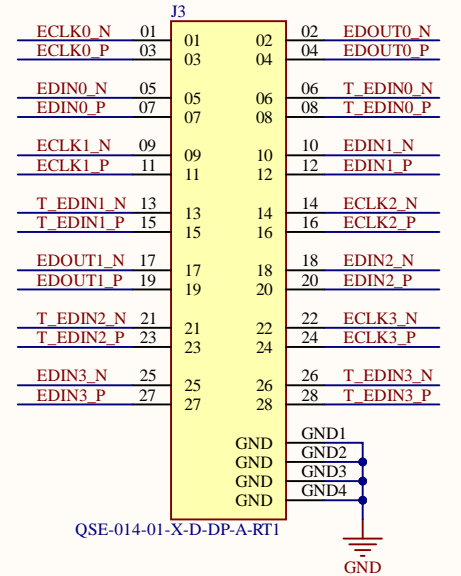 J3
ECLK0_N 01 01 02 02 EDOUT0_N
ECLK0_P 03 03 04 04 EDOUT0_P
EDIN0_N 05 05 06 06 T_EDIN0_N
EDIN0_P 07 07 08 08 T_EDIN0_P
ECLK1_N 09 09 10 10 EDIN1_N
ECLK1_P 11 11 12 12 EDIN1_P
T_EDIN1_N 13 13 14 14 ECLK2_N
T_EDIN1_P 15 15 16 16 ECLK2_P
EDOUT1_N 17 17 18 18 EDIN2_N
EDOUT1_P 19 19 20 20 EDIN2_P
T_EDIN2_N 21 21 22 22 ECLK3_N
T_EDIN2_P 23 23 24 24 ECLK3_P
EDIN3_N 25 25 26 26 T_EDIN3_N
EDIN3_P 27 27 28 28 T_EDIN3_P
GND GND1
GND GND2
GND GND3
GND GND4
QSE-014-01-X-D-DP-A-RT1
GND